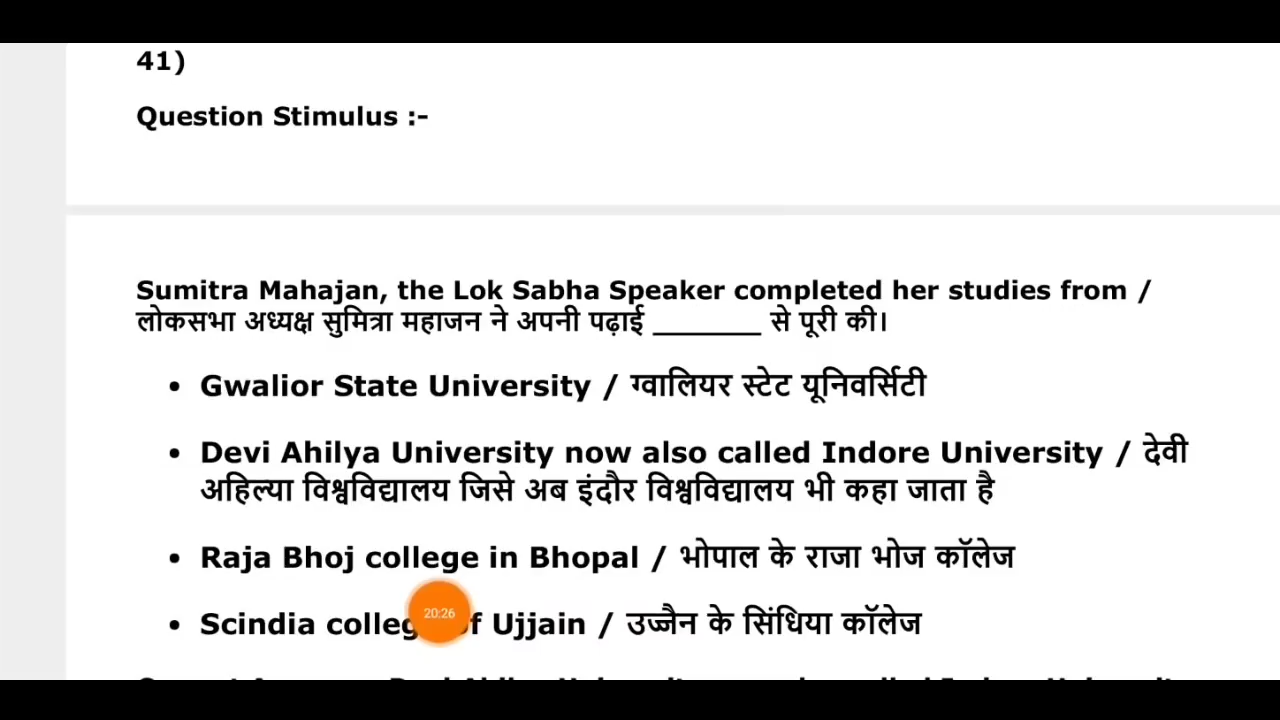 41)
Question Stimulus :-
Sumitra Mahajan, the Lok Sabha Speaker completed her studies from /
लोकसभा अध्यक्ष सुमित्रा महाजन ने अपनी पढ़ाई _______ से पूरी की।
• Gwalior State University / ग्वालियर स्टेट यूनिवर्सिटी
• Devi Ahilya University now also called Indore University / देवी
अहिल्या विश्वविद्यालय जिसे अब इंदौर विश्वविद्यालय भी कहा जाता है
• Raja Bhoj college in Bhopal / भोपाल के राजा भोज कॉलेज
20:26
• Scindia colleg f Ujjain / उज्जैन के सिंधिया कॉलेज